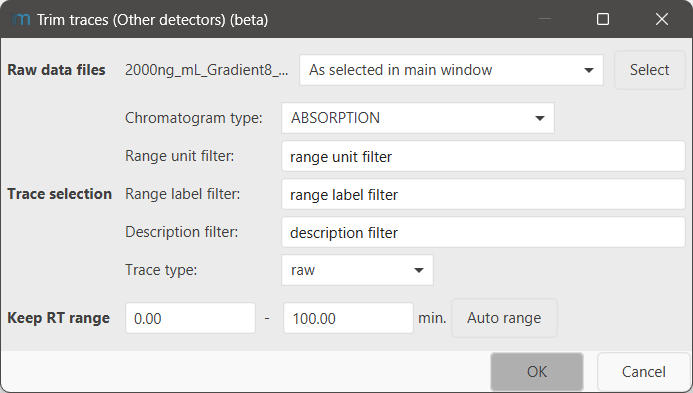 m Trim traces (Other detectors) (beta)
Raw data files 2000ng_mL_Gradient8_... As selected in main window Select
Chromatogram type: ABSORPTION
Range unit filter: range unit filter
Trace selection Range label filter: range label filter
Description filter: description filter
Trace type: raw
Keep RT range 0.00 - 100.00 min. Auto range
OK Cancel